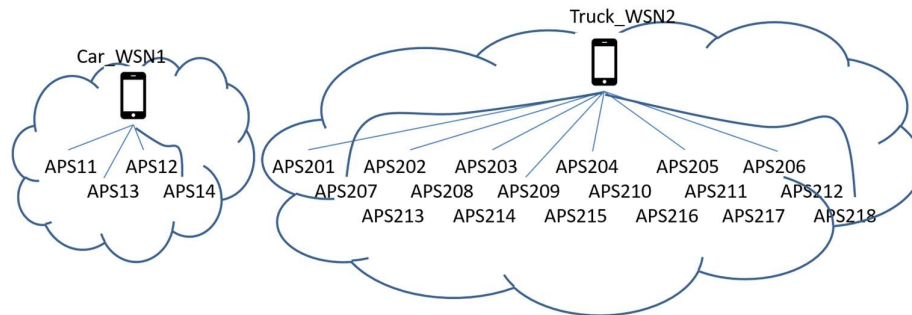 Truck_WSN2
Car_WSN1
APS11 APS12
APS13 APS14
APS201 APS202 APS203 APS204 APS205 APS206
APS207 APS208 APS209 APS210 APS211 APS212
APS213 APS214 APS215 APS216 APS217 APS218